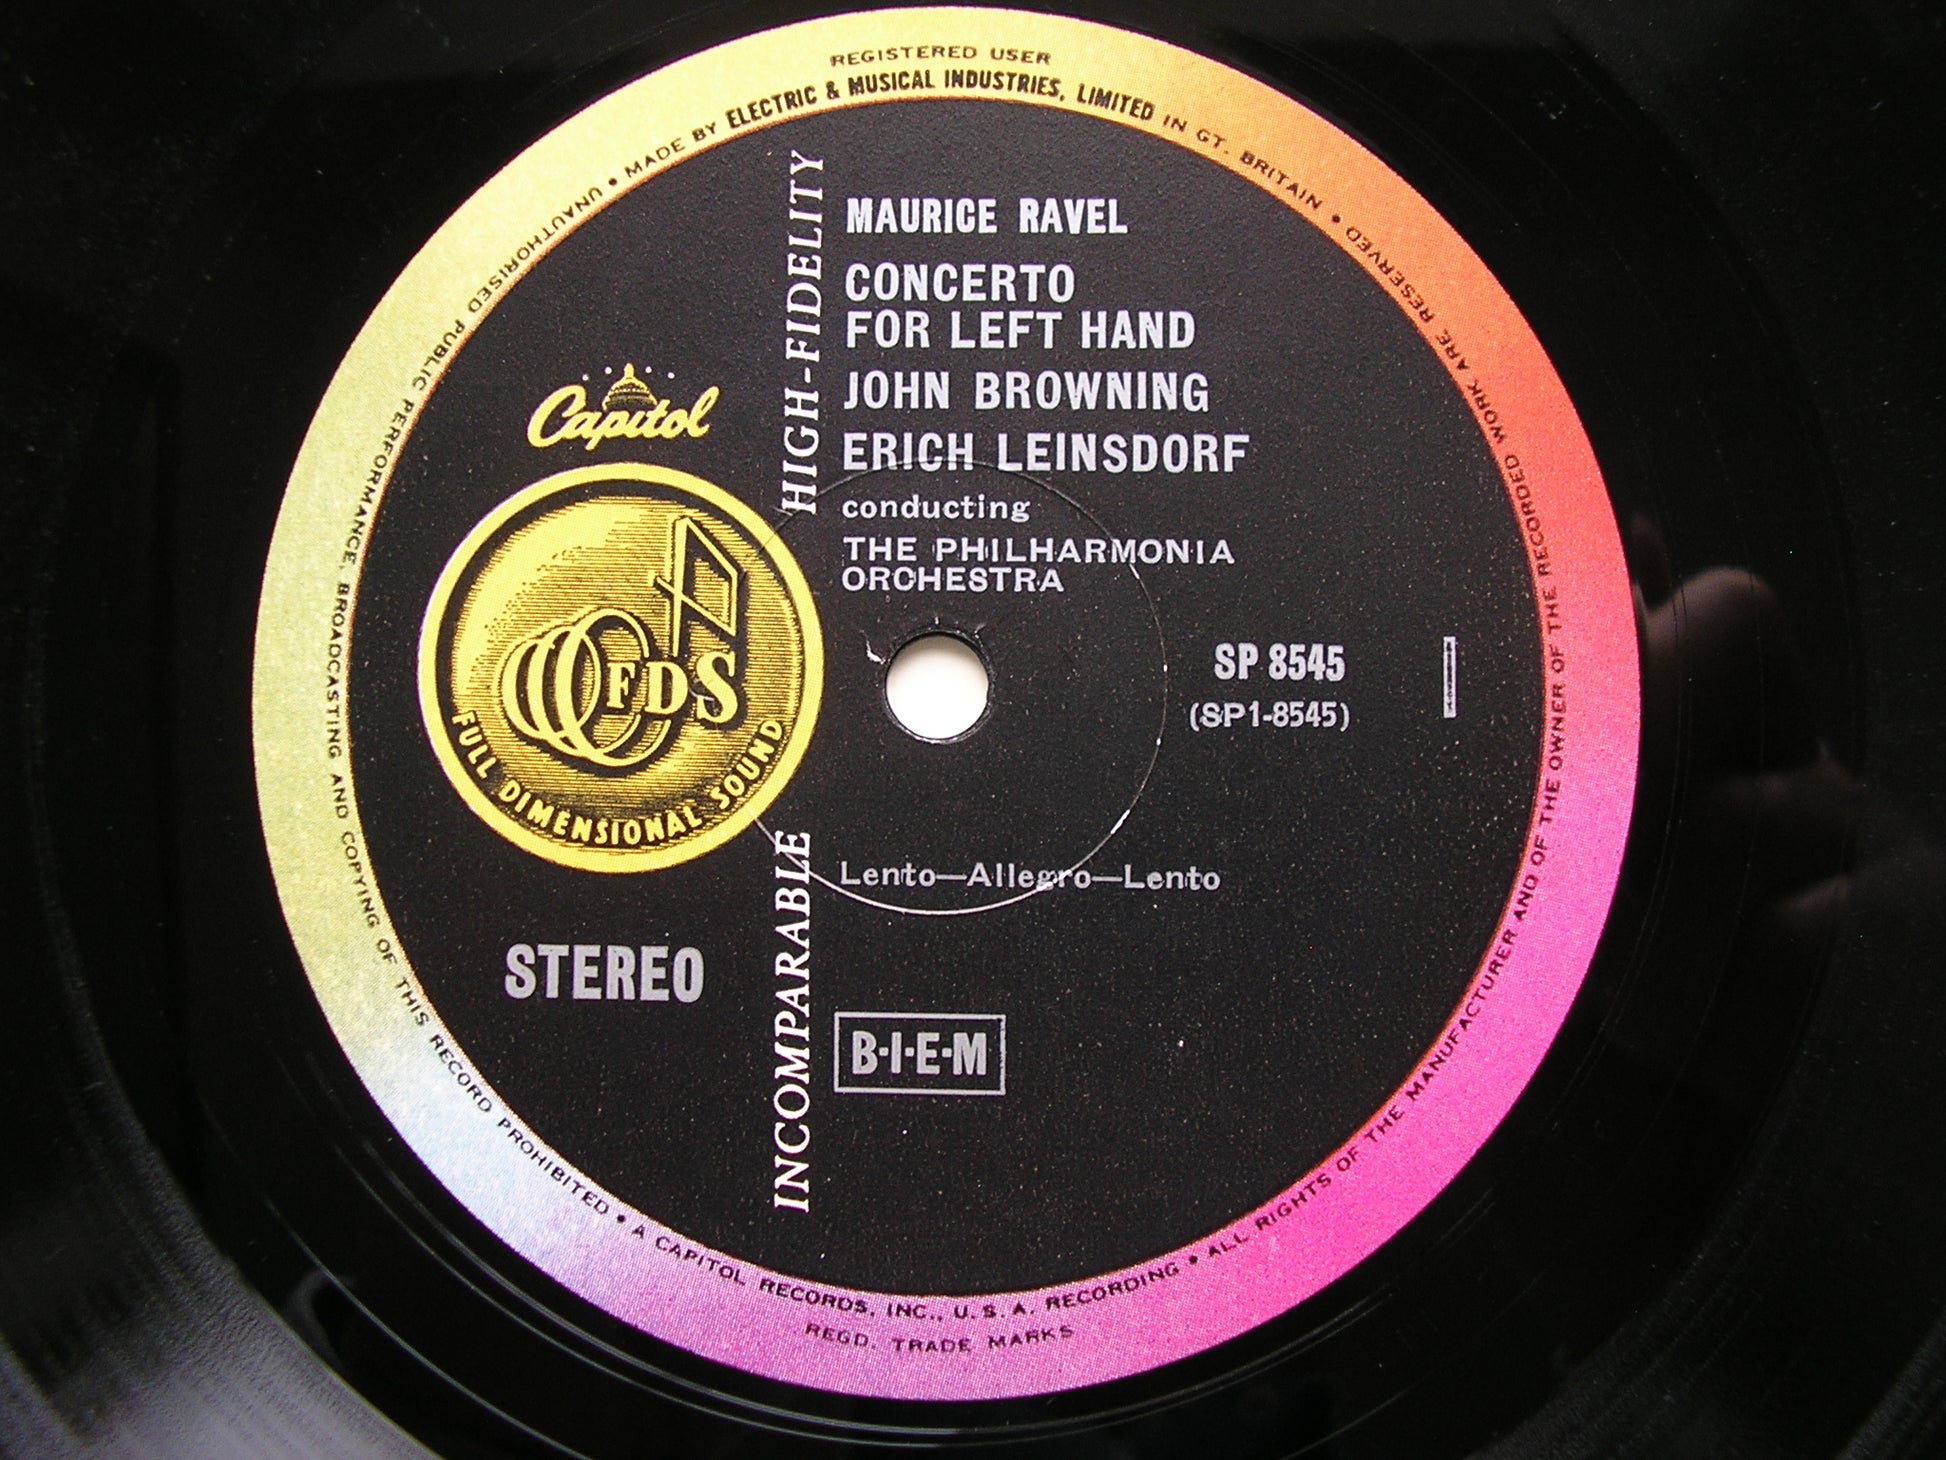 REGISTERED USER
• MADE BY ELECTRIC & MUSICAL INDUSTRIES, LIMITED IN GT. BRITAIN •
UNAUTHORISED PUBLIC PERFORMANCE, BROADCASTING AND COPYING OF THIS RECORD PROHIBITED • A CAPITOL RECORDS, INC., U.S.A. RECORDING • ALL RIGHTS OF THE MANUFACTURER AND OF THE OWNER OF THE RECORDED WORK ARE RESERVED
REGD. TRADE MARKS
INCOMPARABLE HIGH-FIDELITY
MAURICE RAVEL
CONCERTO
FOR LEFT HAND
JOHN BROWNING
ERICH LEINSDORF
conducting
THE PHILHARMONIA
ORCHESTRA
Capitol
FDS
FULL DIMENSIONAL SOUND
SP 8545
(SP1-8545)
1
Lento—Allegro—Lento
STEREO
B·I·E·M